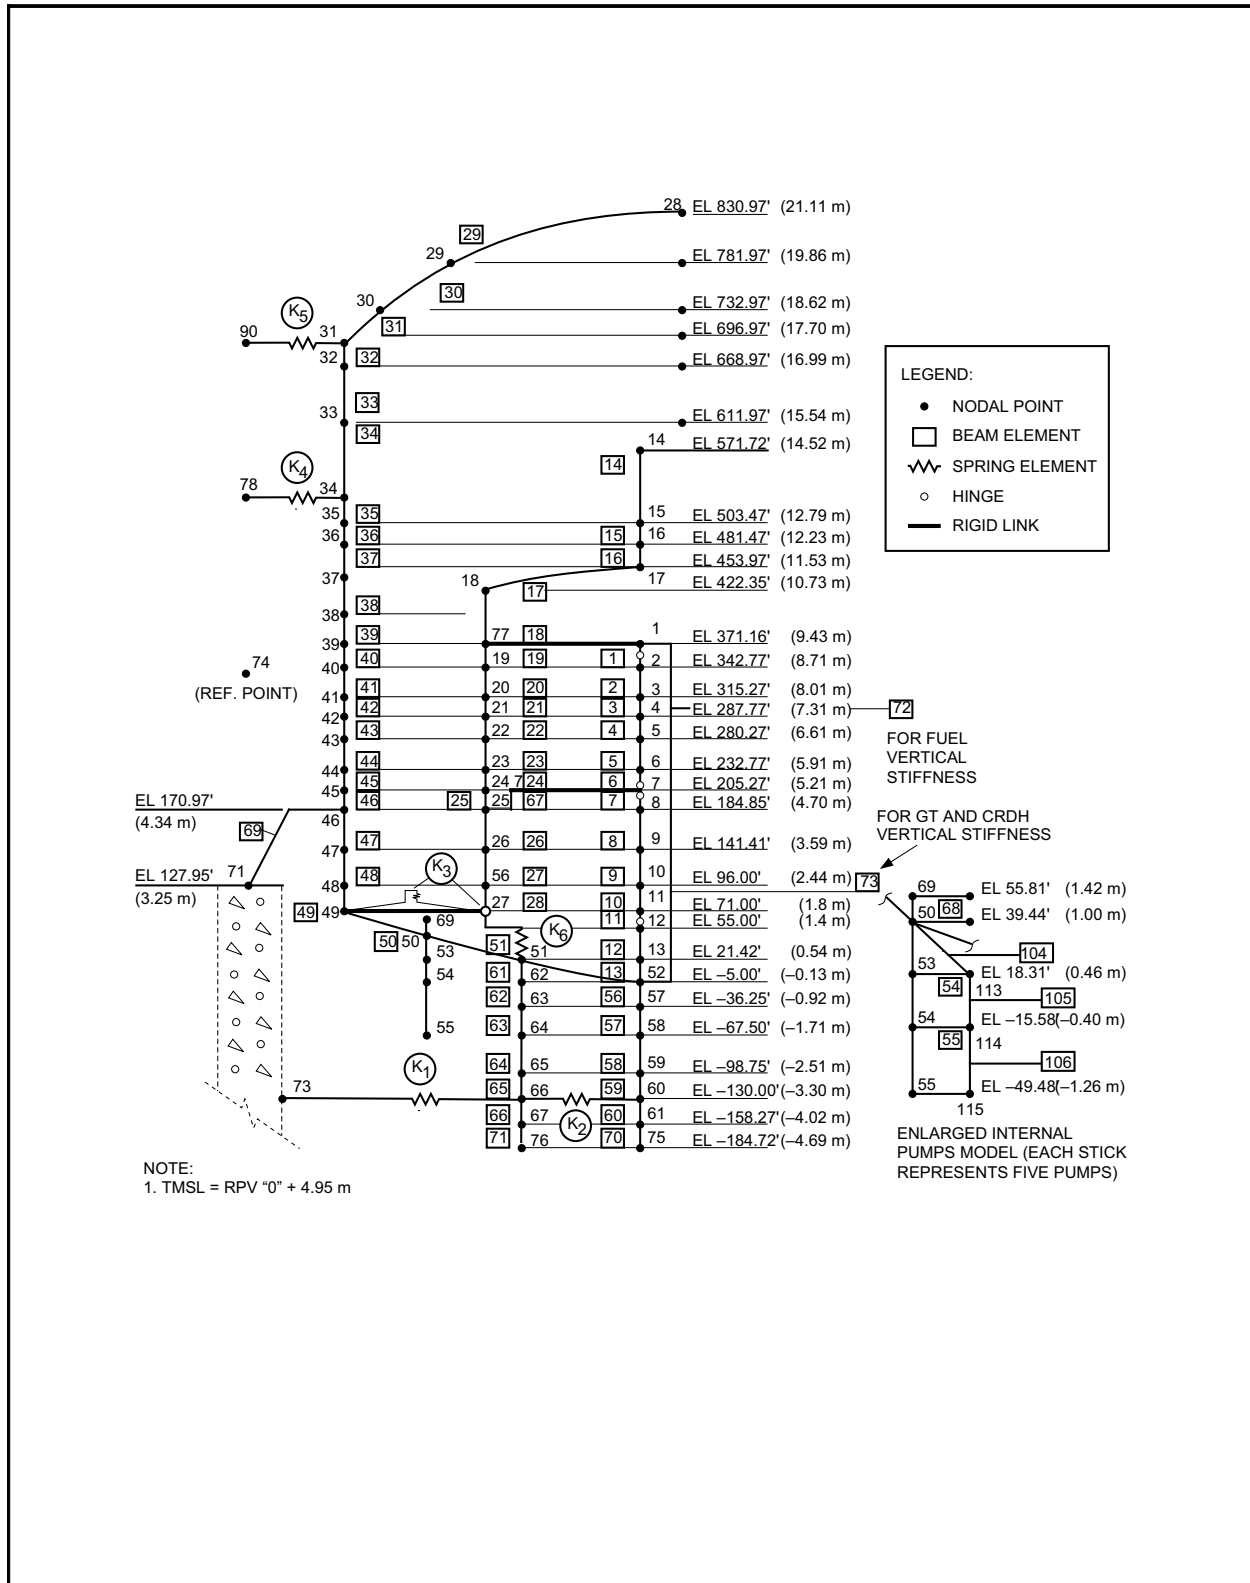 28 EL 830.97' (21.11 m)
29
29 EL 781.97' (19.86 m)
30 30 EL 732.97' (18.62 m)
K5
90 31 31 EL 696.97' (17.70 m)
32 32 EL 668.97' (16.99 m)
33
33 EL 611.97' (15.54 m)
34
14 EL 571.72' (14.52 m)
14
K4
78 34
35 35 15 EL 503.47' (12.79 m)
36 36 15 16 EL 481.47' (12.23 m)
37 16 EL 453.97' (11.53 m)
37 18 17 17 EL 422.35' (10.73 m)
38 38
39 39 77 18 1 EL 371.16' (9.43 m)
40 40 19 19 1 2 EL 342.77' (8.71 m)
74
(REF. POINT)
41 41 20 20 2 3 EL 315.27' (8.01 m)
42 42 21 21 3 4 EL 287.77' (7.31 m) 72
43 43 22 22 4 5 EL 280.27' (6.61 m)
FOR FUEL
VERTICAL
STIFFNESS
44 44 23 23 5 6 EL 232.77' (5.91 m)
45 45 24 7 24 6 7 EL 205.27' (5.21 m)
EL 170.97'
(4.34 m)
46 46 25 25 67 7 8 EL 184.85' (4.70 m)
FOR GT AND CRDH
VERTICAL STIFFNESS
69
47 47 26 26 8 9 EL 141.41' (3.59 m)
EL 127.95' 71
(3.25 m)
K3
48 48 56 27 9 10 EL 96.00' (2.44 m) 73
49 49 27 28 10 11 EL 71.00' (1.8 m)
69 K6 11 12 EL 55.00' (1.4 m)
50 50
53 51 51 12 13 EL 21.42' (0.54 m)
54 61 62 13 52 EL –5.00' (–0.13 m)
62 63 56 57 EL –36.25' (–0.92 m)
55 63 64 57 58 EL –67.50' (–1.71 m)
K1
64 65 58 59 EL –98.75' (–2.51 m)
73 65 66 59 60 EL –130.00' (–3.30 m)
K2
66 67 60 61 EL –158.27' (–4.02 m)
71 76 70 75 EL –184.72' (–4.69 m)
LEGEND:
NODAL POINT
BEAM ELEMENT
SPRING ELEMENT
HINGE
RIGID LINK
69 EL 55.81' (1.42 m)
50 68 EL 39.44' (1.00 m)
104
53 EL 18.31' (0.46 m)
54 113 105
54 EL –15.58 (–0.40 m)
55 114
106
55 EL –49.48 (–1.26 m)
115
ENLARGED INTERNAL
PUMPS MODEL (EACH STICK
REPRESENTS FIVE PUMPS)
NOTE:
1. TMSL = RPV “0” + 4.95 m